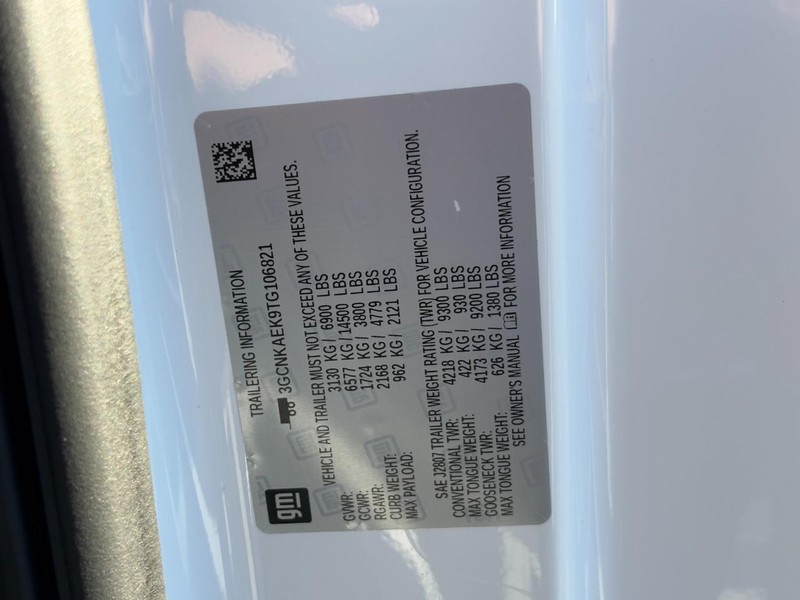 gm
TRAILERING INFORMATION
3GCNKAEK9TG106821
VEHICLE AND TRAILER MUST NOT EXCEED ANY OF THESE VALUES.
GVWR: 3130 KG / 6900 LBS
GCWR: 6577 KG / 14500 LBS
RGAWR: 1724 KG / 3800 LBS
CURB WEIGHT: 2168 KG / 4779 LBS
MAX PAYLOAD: 962 KG / 2121 LBS
SAE J2807 TRAILER WEIGHT RATING (TWR) FOR VEHICLE CONFIGURATION.
CONVENTIONAL TWR: 4218 KG / 9300 LBS
MAX TONGUE WEIGHT: 422 KG / 930 LBS
GOOSENECK TWR: 4173 KG / 9200 LBS
MAX TONGUE WEIGHT: 626 KG / 1380 LBS
SEE OWNER'S MANUAL FOR MORE INFORMATION